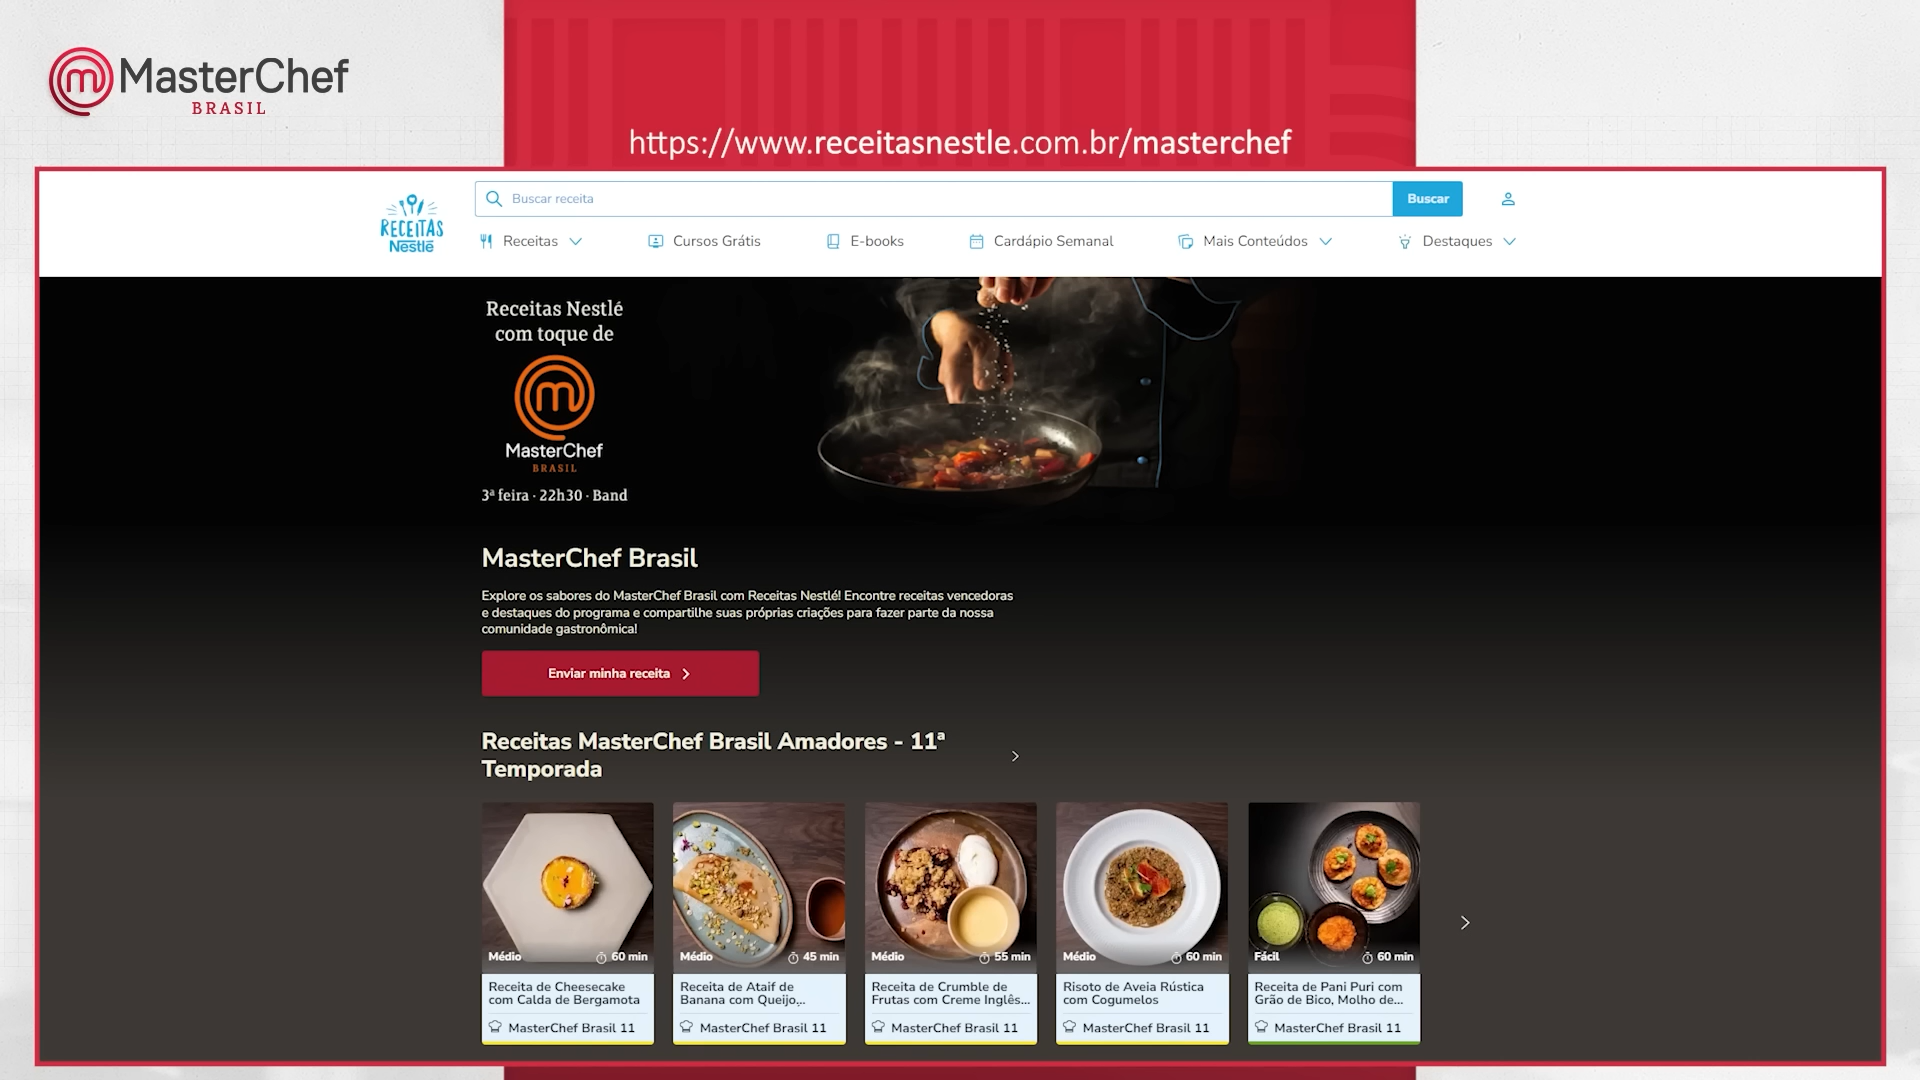 MasterChef
BRASIL
https://www.receitasnestle.com.br/masterchef
RECEITAS
Nestlé
Buscar receita
Buscar
Receitas
Cursos Grátis
E-books
Cardápio Semanal
Mais Conteúdos
Destaques
Receitas Nestlé
com toque de
MasterChef
BRASIL
3ª feira · 22h30 · Band
MasterChef Brasil
Explore os sabores do MasterChef Brasil com Receitas Nestlé! Encontre receitas vencedoras
e destaques do programa e compartilhe suas próprias criações para fazer parte da nossa
comunidade gastronômica!
Enviar minha receita
Receitas MasterChef Brasil Amadores - 11ª
Temporada
Médio 60 min
Receita de Cheesecake
com Calda de Bergamota
MasterChef Brasil 11
Médio 45 min
Receita de Ataif de
Banana com Queijo,...
MasterChef Brasil 11
Médio 55 min
Receita de Crumble de
Frutas com Creme Inglês...
MasterChef Brasil 11
Médio 60 min
Risoto de Aveia Rústica
com Cogumelos
MasterChef Brasil 11
Fácil 60 min
Receita de Pani Puri com
Grão de Bico, Molho de...
MasterChef Brasil 11